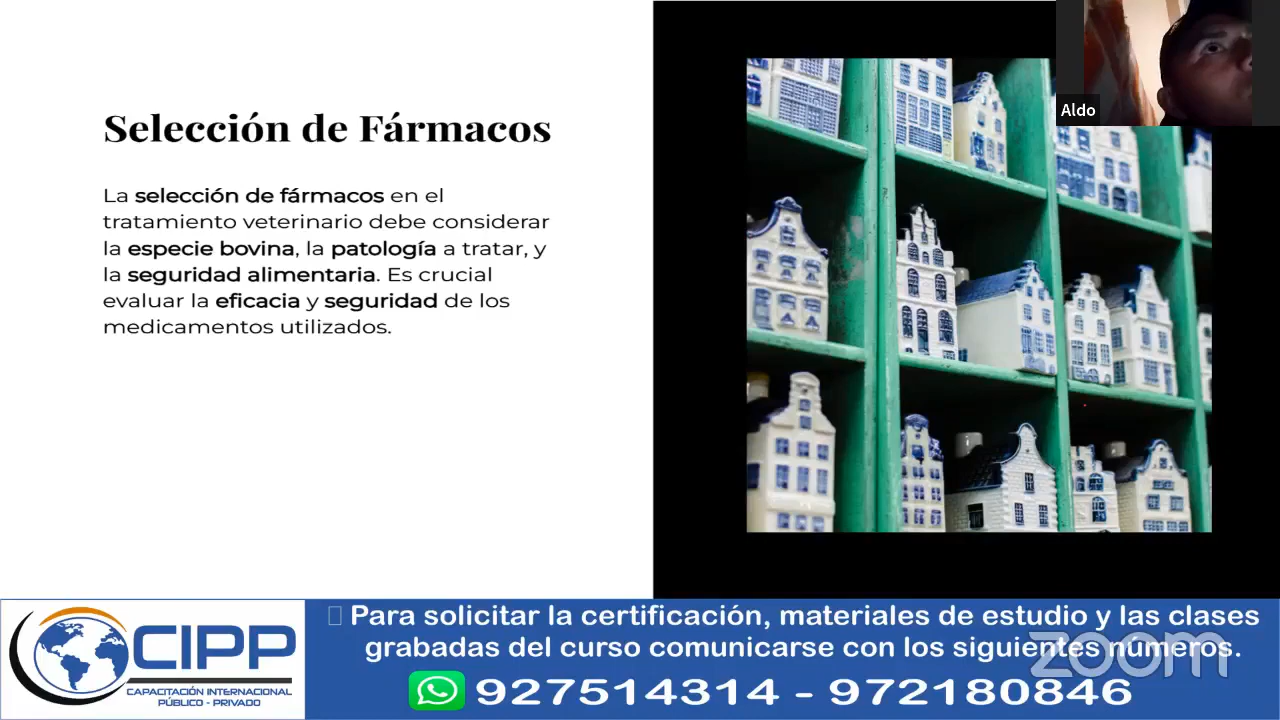 Selección de Fármacos
La selección de fármacos en el
tratamiento veterinario debe considerar
la especie bovina, la patología a tratar, y
la seguridad alimentaria. Es crucial
evaluar la eficacia y seguridad de los
medicamentos utilizados.
Aldo
CIPP
CAPACITACIÓN INTERNACIONAL
PÚBLICO - PRIVADO
Para solicitar la certificación, materiales de estudio y las clases
grabadas del curso comunicarse con los siguientes números.
927514314 - 972180846
zoom